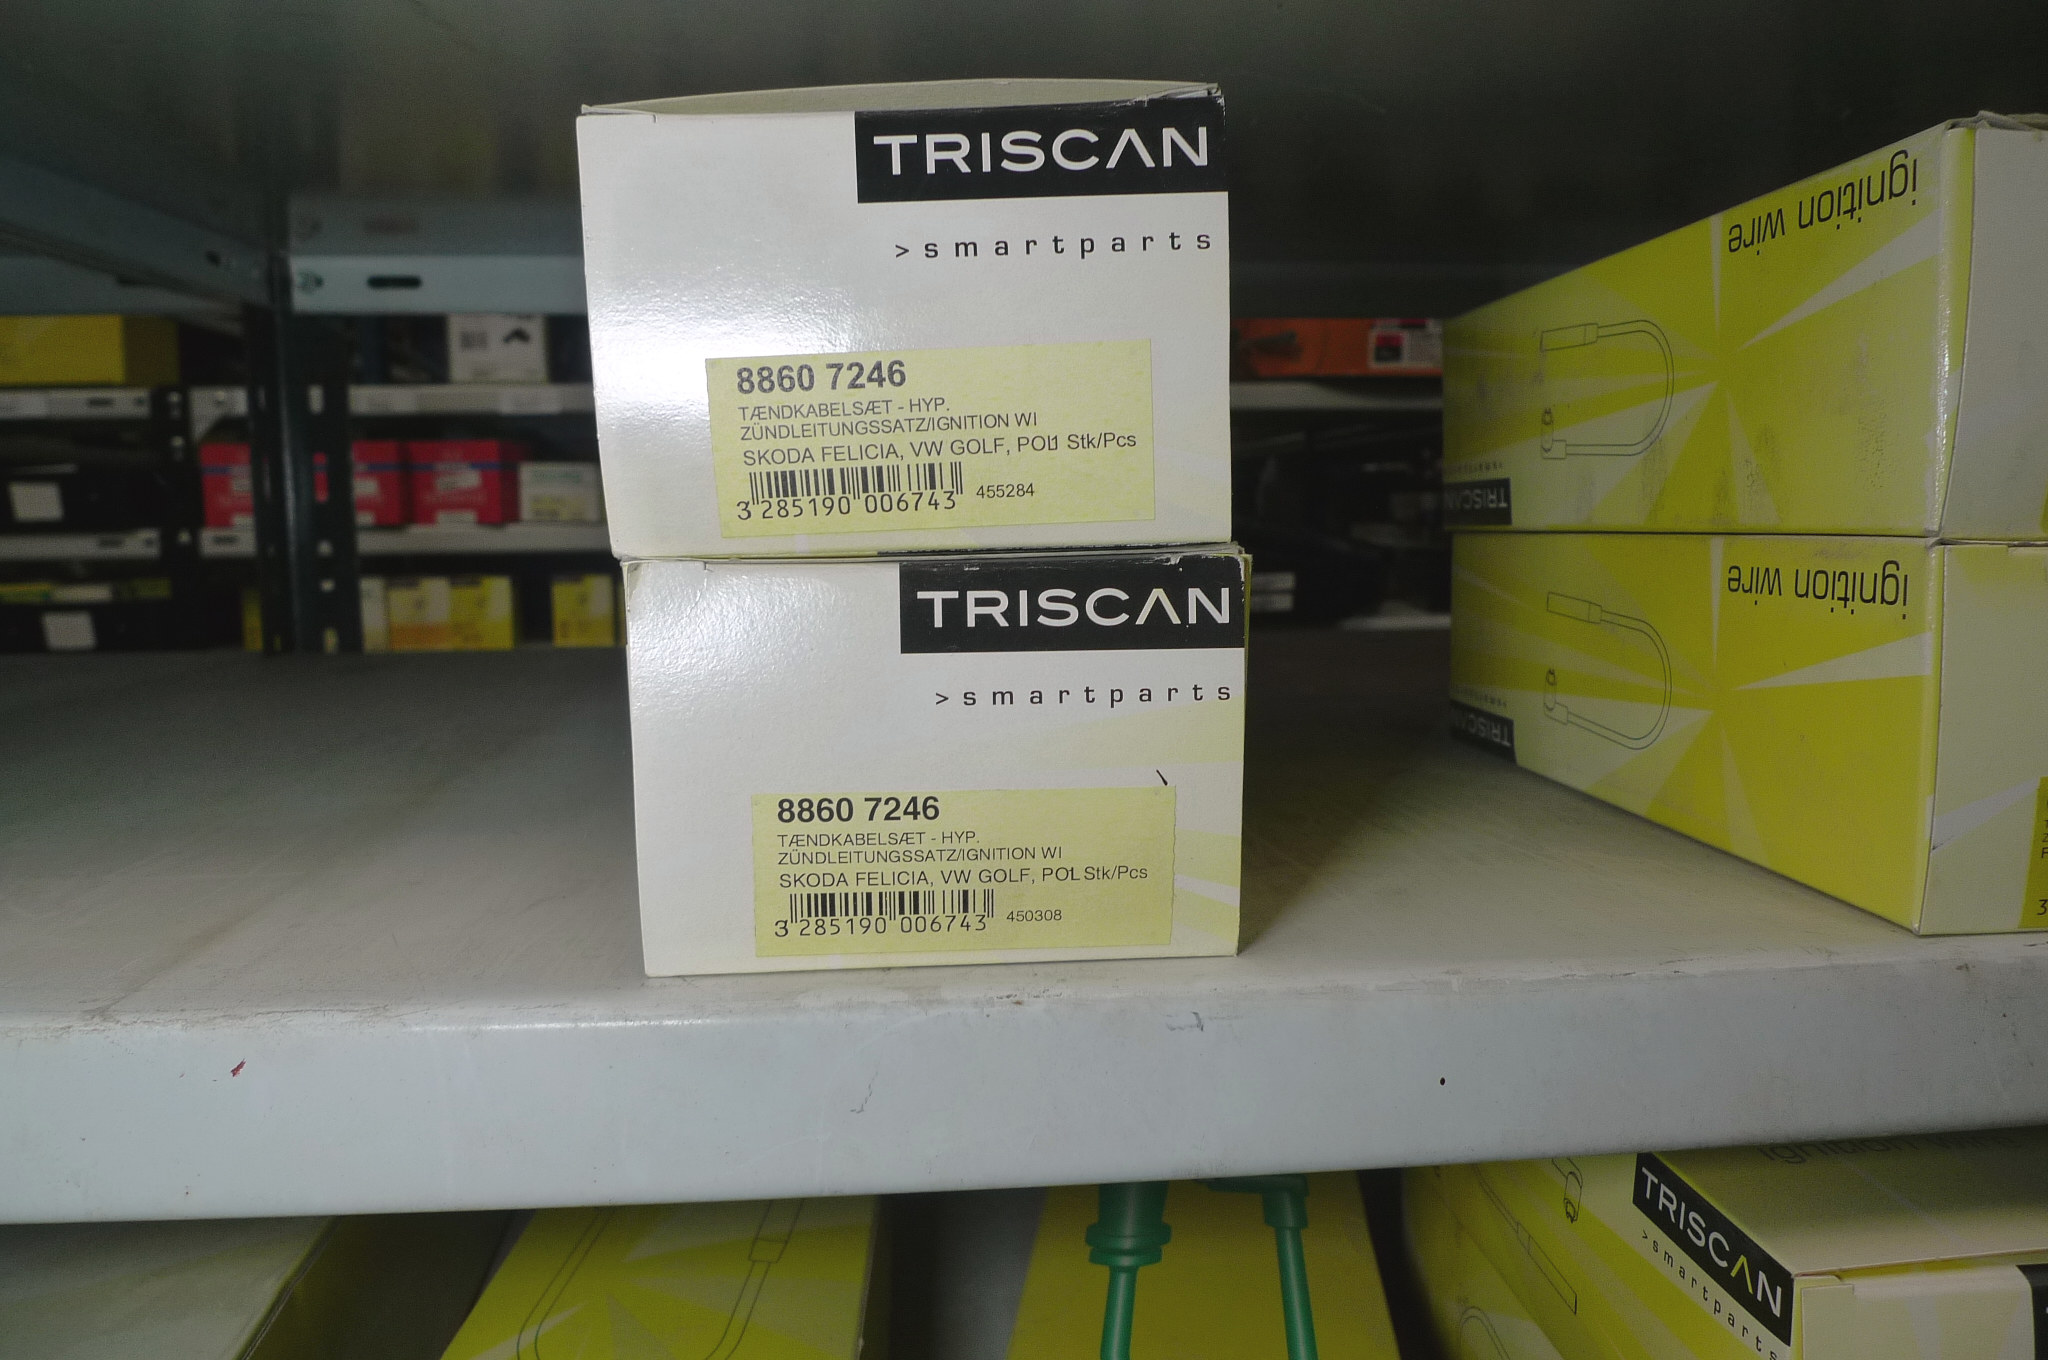 TRISCAN
>smartparts
8860 7246
TÆNDKABELSÆT - HYP.
ZÜNDLEITUNGSSATZ/IGNITION WI
SKODA FELICIA, VW GOLF, POL1 Stk/Pcs
3 285190 006743 455284
TRISCAN
>smartparts
8860 7246
TÆNDKABELSÆT - HYP.
ZÜNDLEITUNGSSATZ/IGNITION WI
SKODA FELICIA, VW GOLF, POL Stk/Pcs
3 285190 006743 450308
ignition wire
TRISCAN
ignition wire
TRISCAN
TRISCAN
>smartparts